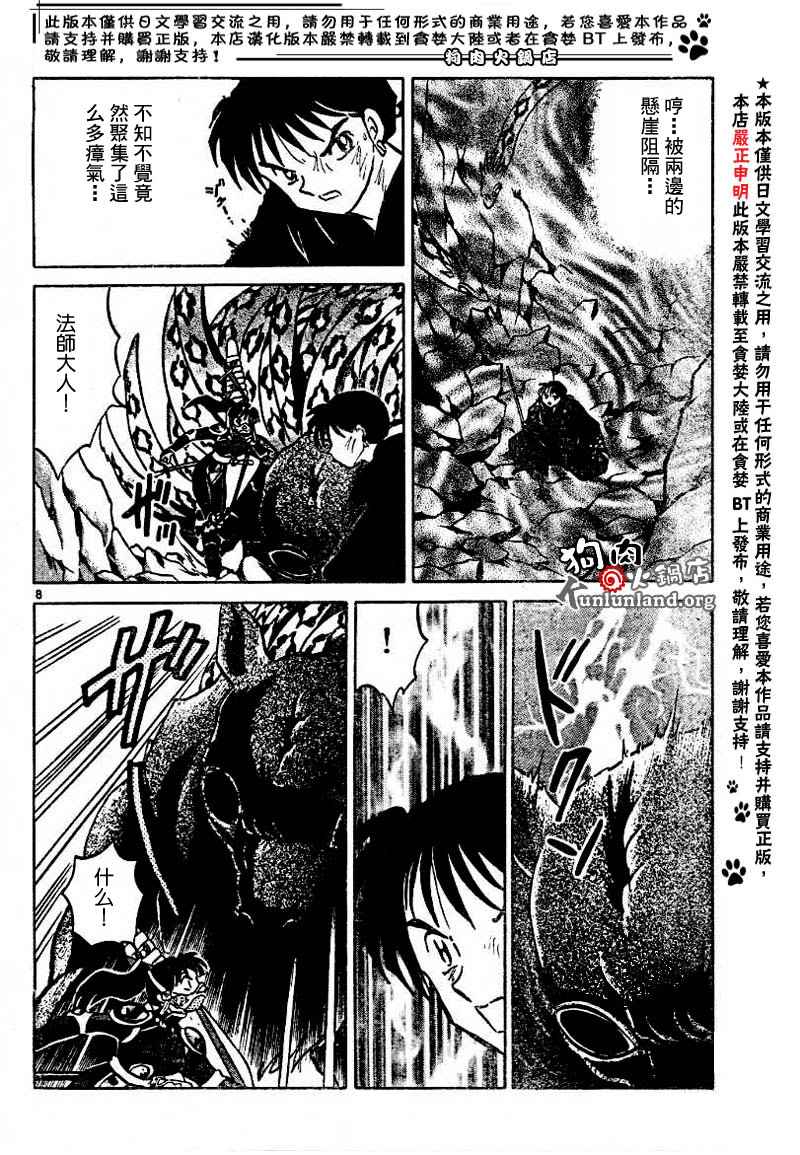 此版本僅供日文學習交流之用，請勿用于任何形式的商業用途，若您喜愛本作品
請支持并購買正版，本店漢化版本嚴禁轉載到貪婪大陸或者在貪婪BT上發布，
敬請理解，謝謝支持！
狗肉火鍋店
★本版本僅供日文學習交流之用，請勿用于任何形式的商業用途，若您喜愛本作品請支持并購買正版，
本店嚴正申明此版本嚴禁轉載至貪婪大陸或在貪婪BT上發布，敬請理解，謝謝支持！
哼…被兩邊的
懸崖阻隔…
不知不覺竟
然聚集了這
么多瘴氣…
法師大人！
狗肉火鍋店
Kunlunland.org
8
ドドド
！
什么！